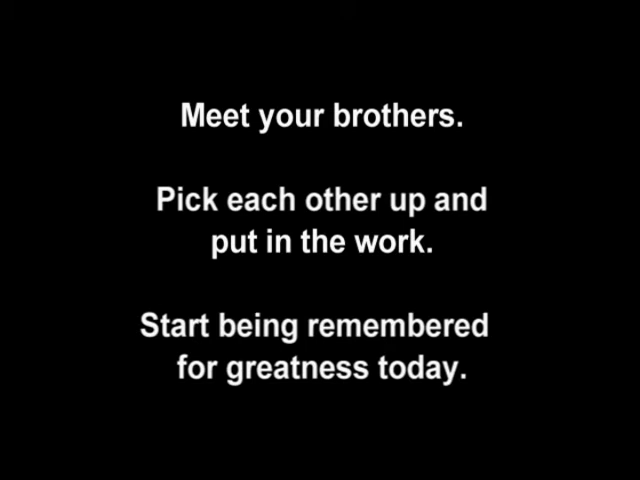 Meet your brothers.
Pick each other up and
put in the work.
Start being remembered
for greatness today.